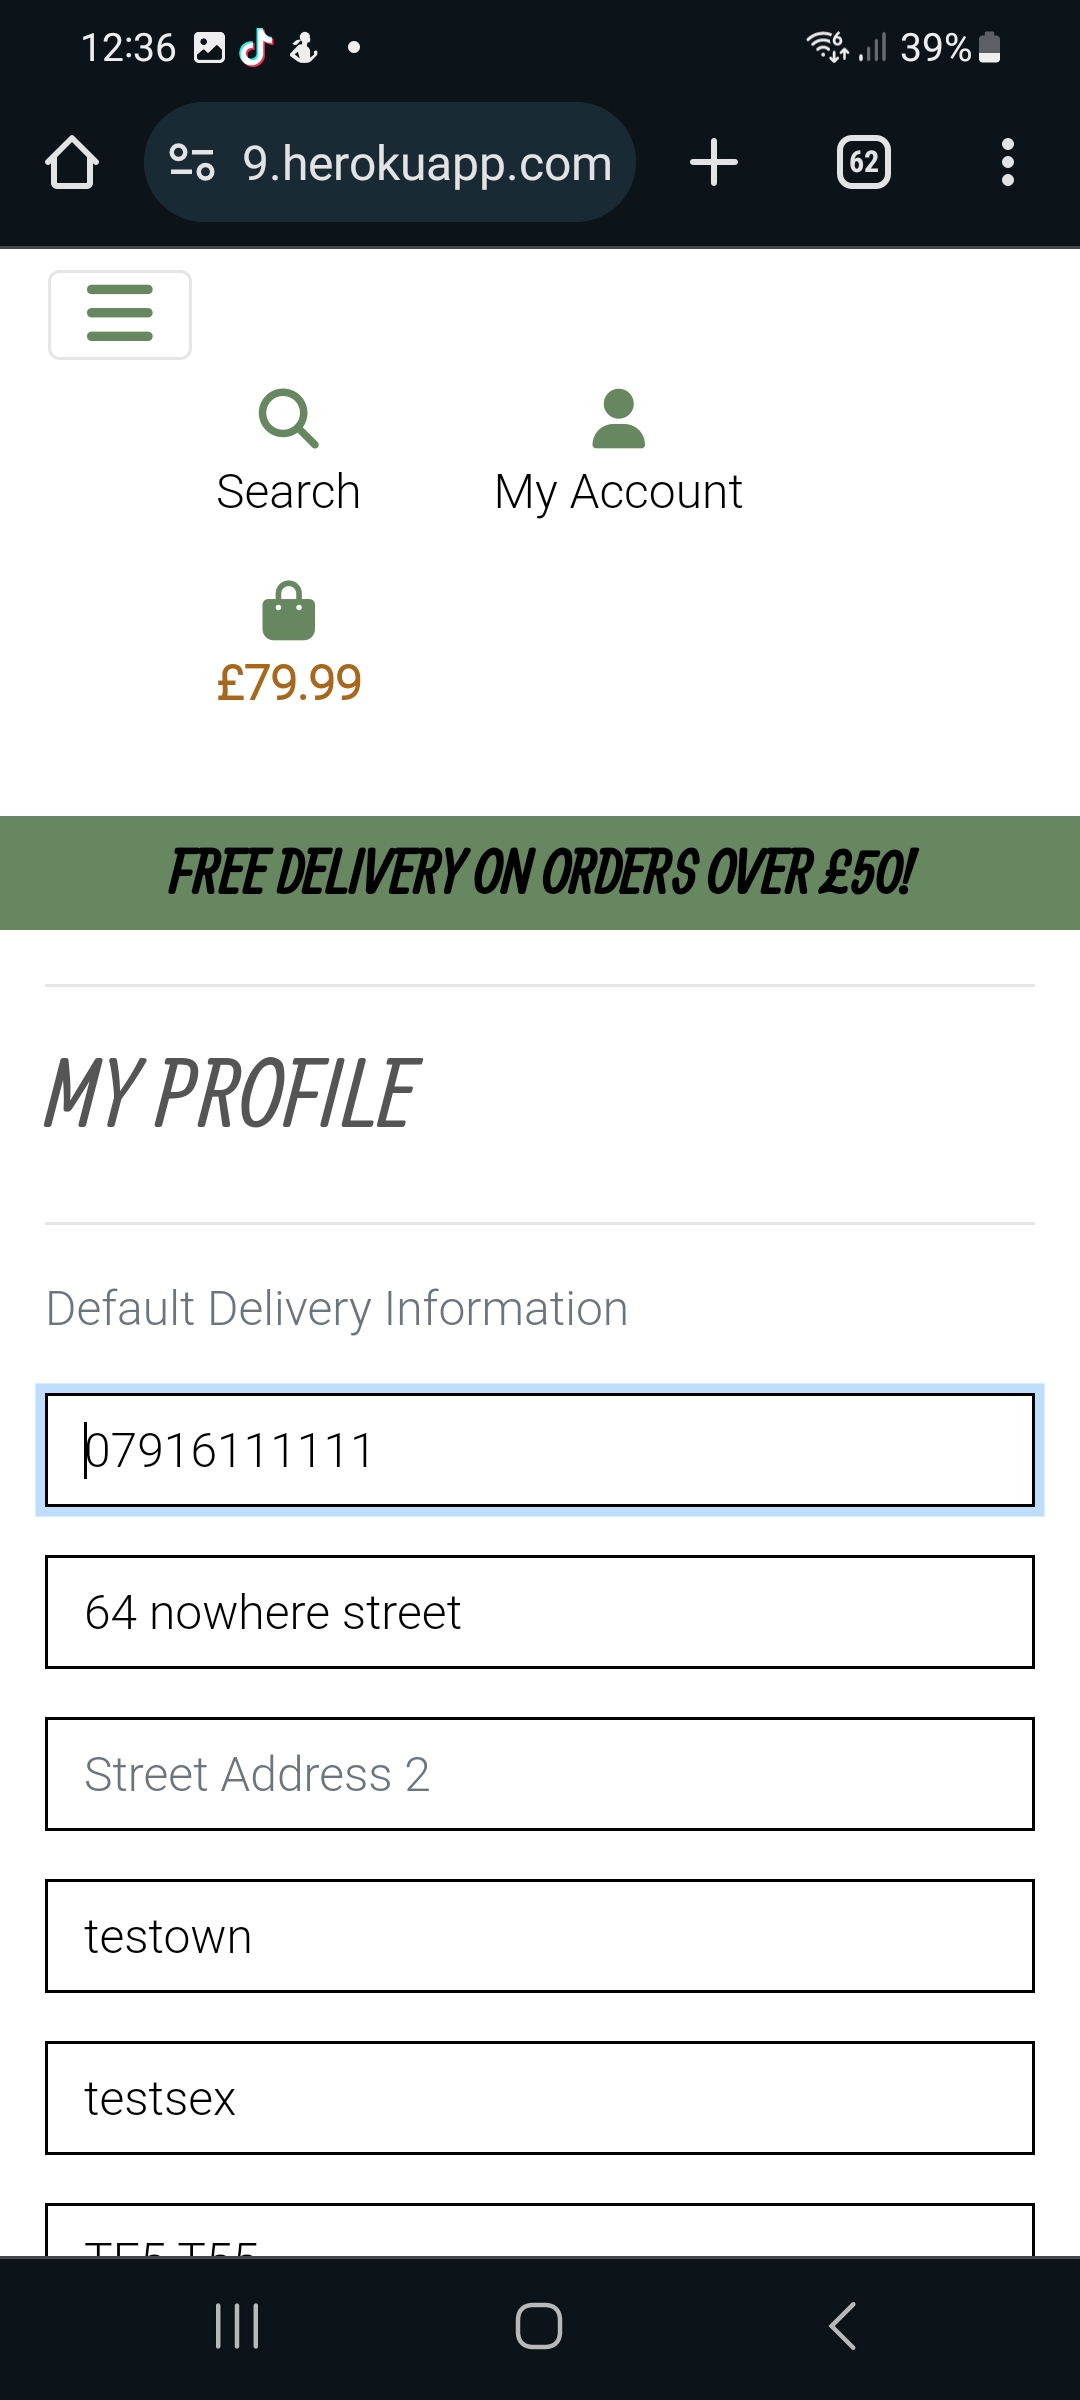 12:36
39%
9.herokuapp.com
62
Search
My Account
£79.99
FREE DELIVERY ON ORDERS OVER £50!
MY PROFILE
Default Delivery Information
07916111111
64 nowhere street
Street Address 2
testown
testsex